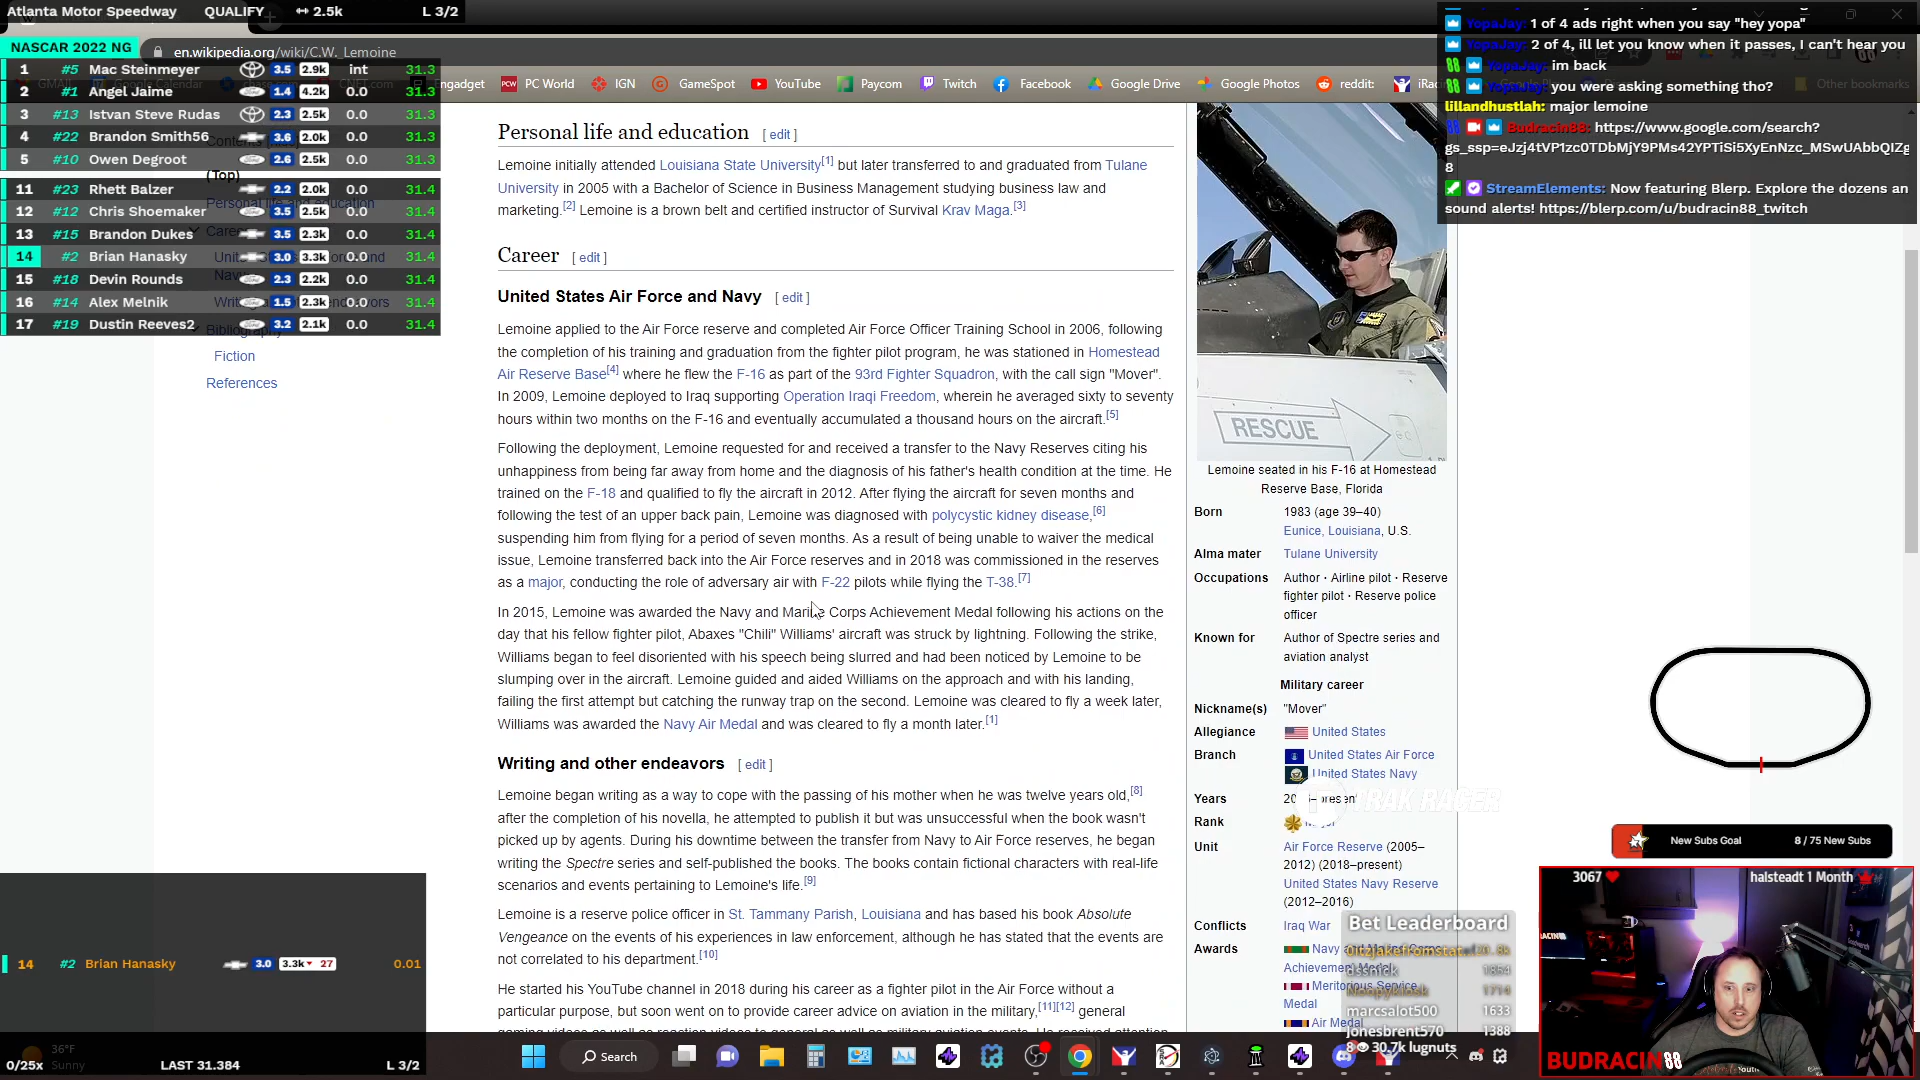 Atlanta Motor Speedway QUALIFY 2.5k L 3/2
NASCAR 2022 NG
en.wikipedia.org/wiki/C.W._Lemoine
1 #5 Mac Steinmeyer 3.5 2.9k int 31.3
2 #1 Angel Jaime 1.4 4.2k 0.0 31.3
3 #13 Istvan Steve Rudas 2.3 2.5k 0.0 31.3
4 #22 Brandon Smith56 3.6 2.0k 0.0 31.3
5 #10 Owen Degroot 2.6 2.5k 0.0 31.3
(Top)
11 #23 Rhett Balzer 2.2 2.0k 0.0 31.4
12 #12 Chris Shoemaker 3.5 2.5k 0.0 31.4
13 #15 Brandon Dukes 3.5 2.3k 0.0 31.4
14 #2 Brian Hanasky 3.0 3.3k 0.0 31.4
15 #18 Devin Rounds 2.3 2.2k 0.0 31.4
16 #14 Alex Melnik 1.5 2.3k 0.0 31.4
17 #19 Dustin Reeves2 3.2 2.1k 0.0 31.4
Fiction
References
ngadget PC World IGN GameSpot YouTube Paycom Twitch Facebook Google Drive Google Photos reddit: iRac
Other bookmarks
YopaJay: 1 of 4 ads right when you say "hey yopa"
YopaJay: 2 of 4, ill let you know when it passes, I can't hear you
YopaJay: im back
YopaJay: you were asking something tho?
lillandhustlah: major lemoine
Budracin88: https://www.google.com/search?
8
StreamElements: Now featuring Blerp. Explore the dozens an
sound alerts! https://blerp.com/u/budracin88_twitch
Personal life and education [ edit ]
Lemoine initially attended Louisiana State University[1] but later transferred to and graduated from Tulane
University in 2005 with a Bachelor of Science in Business Management studying business law and
marketing.[2] Lemoine is a brown belt and certified instructor of Survival Krav Maga.[3]
Career [ edit ]
United States Air Force and Navy [ edit ]
Lemoine applied to the Air Force reserve and completed Air Force Officer Training School in 2006, following
the completion of his training and graduation from the fighter pilot program, he was stationed in Homestead
Air Reserve Base[4] where he flew the F-16 as part of the 93rd Fighter Squadron, with the call sign "Mover".
In 2009, Lemoine deployed to Iraq supporting Operation Iraqi Freedom, wherein he averaged sixty to seventy
hours within two months on the F-16 and eventually accumulated a thousand hours on the aircraft.[5]
Following the deployment, Lemoine requested for and received a transfer to the Navy Reserves citing his
unhappiness from being far away from home and the diagnosis of his father's health condition at the time. He
trained on the F-18 and qualified to fly the aircraft in 2012. After flying the aircraft for seven months and
following the test of an upper back pain, Lemoine was diagnosed with polycystic kidney disease,[6]
suspending him from flying for a period of seven months. As a result of being unable to waiver the medical
issue, Lemoine transferred back into the Air Force reserves and in 2018 was commissioned in the reserves
as a major, conducting the role of adversary air with F-22 pilots while flying the T-38.[7]
In 2015, Lemoine was awarded the Navy and Marine Corps Achievement Medal following his actions on the
day that his fellow fighter pilot, Abaxes "Chili" Williams' aircraft was struck by lightning. Following the strike,
Williams began to feel disoriented with his speech being slurred and had been noticed by Lemoine to be
slumping over in the aircraft. Lemoine guided and aided Williams on the approach and with his landing,
failing the first attempt but catching the runway trap on the second. Lemoine was cleared to fly a week later,
Williams was awarded the Navy Air Medal and was cleared to fly a month later.[1]
Writing and other endeavors [ edit ]
Lemoine began writing as a way to cope with the passing of his mother when he was twelve years old,[8]
after the completion of his novella, he attempted to publish it but was unsuccessful when the book wasn't
picked up by agents. During his downtime between the transfer from Navy to Air Force reserves, he began
writing the Spectre series and self-published the books. The books contain fictional characters with real-life
scenarios and events pertaining to Lemoine's life.[9]
Lemoine is a reserve police officer in St. Tammany Parish, Louisiana and has based his book Absolute
Vengeance on the events of his experiences in law enforcement, although he has stated that the events are
not correlated to his department.[10]
He started his YouTube channel in 2018 during his career as a fighter pilot in the Air Force without a
particular purpose, but soon went on to provide career advice on aviation in the military,[11][12] general
RESCUE
Lemoine seated in his F-16 at Homestead
Reserve Base, Florida
Born 1983 (age 39–40)
Eunice, Louisiana, U.S.
Alma mater Tulane University
Occupations Author · Airline pilot · Reserve
fighter pilot · Reserve police
officer
Known for Author of Spectre series and
aviation analyst
Military career
Nickname(s) "Mover"
Allegiance United States
Branch United States Air Force
United States Navy
Years
TRAK RACER
Rank
Unit Air Force Reserve (2005–
2012) (2018–present)
United States Navy Reserve
(2012–2016)
Conflicts Iraq War
Awards
Achievement Medal
Meritorious Service
Medal
Air Medal
Bet Leaderboard
dssnick 1854
Noopyklosk 1714
marcsalot500 1633
jonesbrent570 1388
8 30.7k lugnuts
New Subs Goal 8 / 75 New Subs
3067 halsteadt 1 Month
BUDRACIN88
14 #2 Brian Hanasky 3.0 3.3k 27 0.01
36°F
Sunny
0/25x LAST 31.384 L 3/2
Search